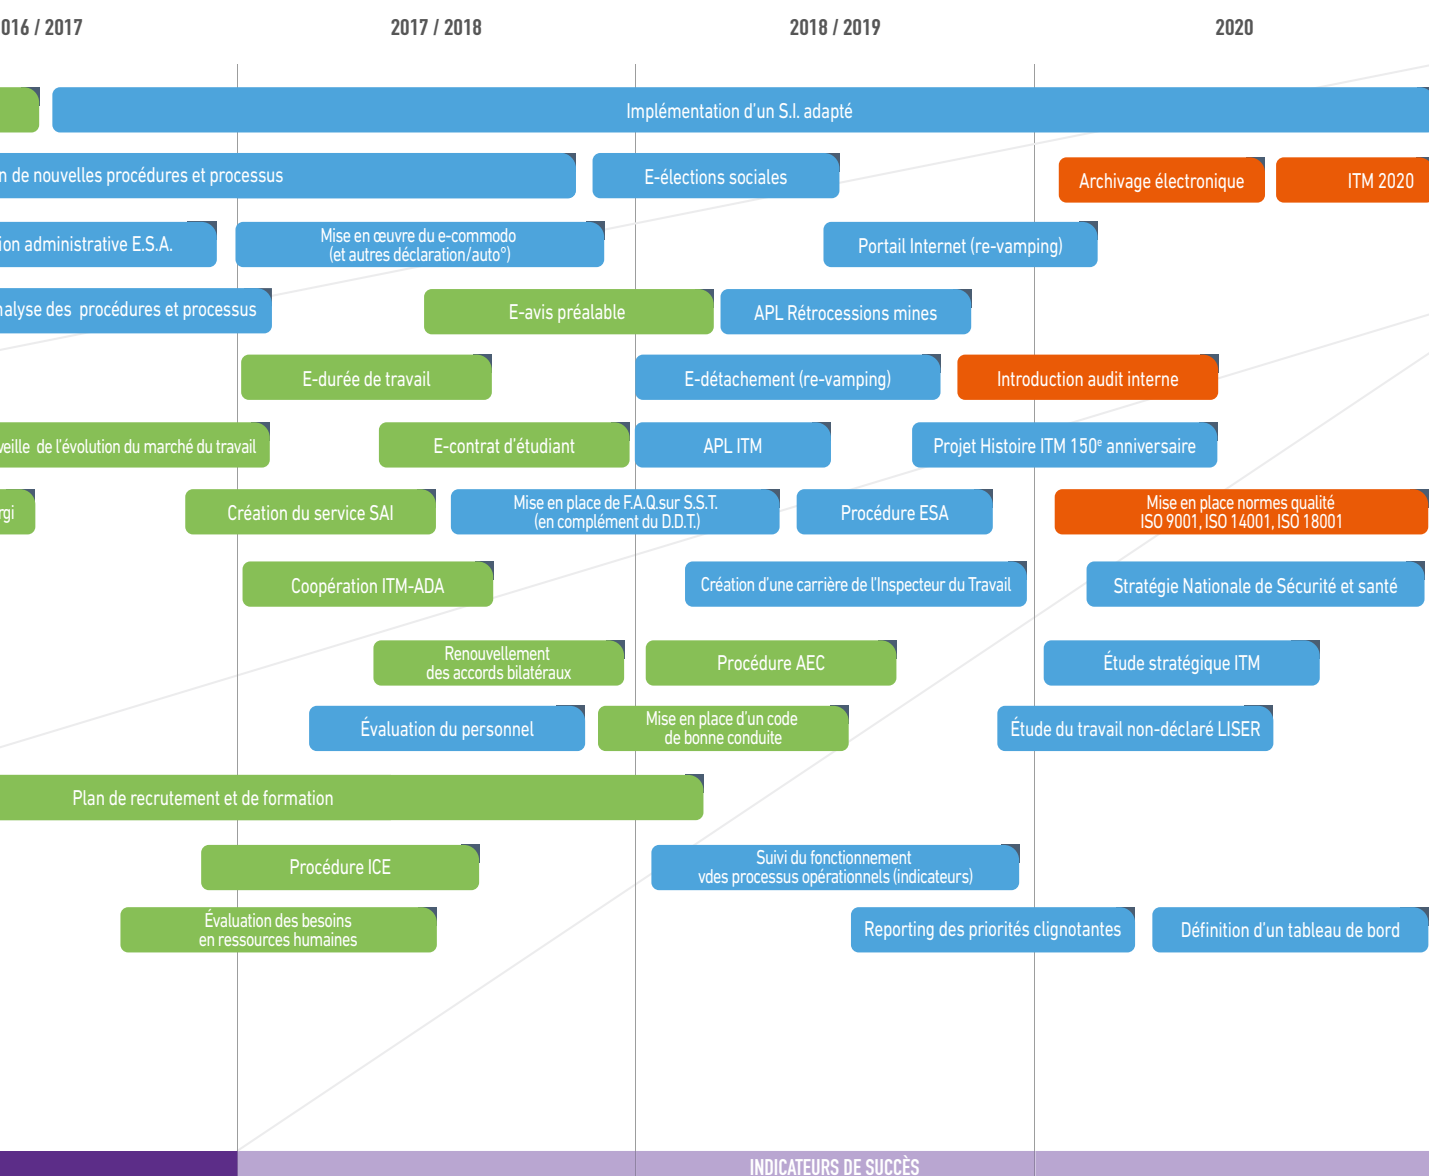 016 / 2017
2017 / 2018
2018 / 2019
2020
Implémentation d'un S.I. adapté
n de nouvelles procédures et processus
E-élections sociales
Archivage électronique
ITM 2020
ion administrative E.S.A.
Mise en œuvre du e-commodo
(et autres déclaration/auto°)
Portail Internet (re-vamping)
nalyse des procédures et processus
E-avis préalable
APL Rétrocessions mines
E-durée de travail
E-détachement (re-vamping)
Introduction audit interne
veille de l'évolution du marché du travail
E-contrat d'étudiant
APL ITM
Projet Histoire ITM 150e anniversaire
rgi
Création du service SAI
Mise en place de F.A.Q.sur S.S.T.
(en complément du D.D.T.)
Procédure ESA
Mise en place normes qualité
ISO 9001, ISO 14001, ISO 18001
Coopération ITM-ADA
Création d'une carrière de l'Inspecteur du Travail
Stratégie Nationale de Sécurité et santé
Renouvellement
des accords bilatéraux
Procédure AEC
Étude stratégique ITM
Évaluation du personnel
Mise en place d'un code
de bonne conduite
Étude du travail non-déclaré LISER
Plan de recrutement et de formation
Procédure ICE
Suivi du fonctionnement
vdes processus opérationnels (indicateurs)
Évaluation des besoins
en ressources humaines
Reporting des priorités clignotantes
Définition d'un tableau de bord
INDICATEURS DE SUCCÈS